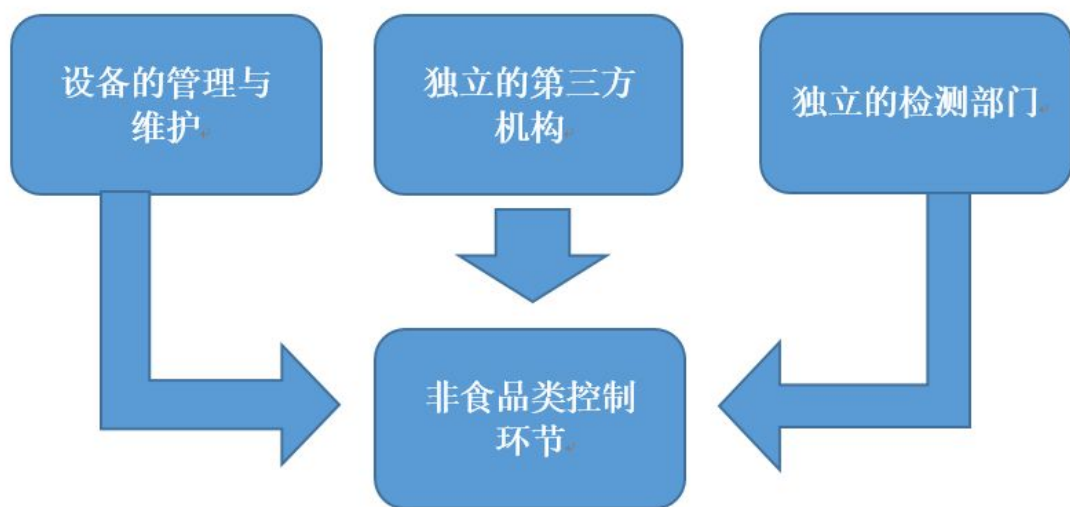 设备的管理与
维护
独立的第三方
机构
独立的检测部门
非食品类控制
环节